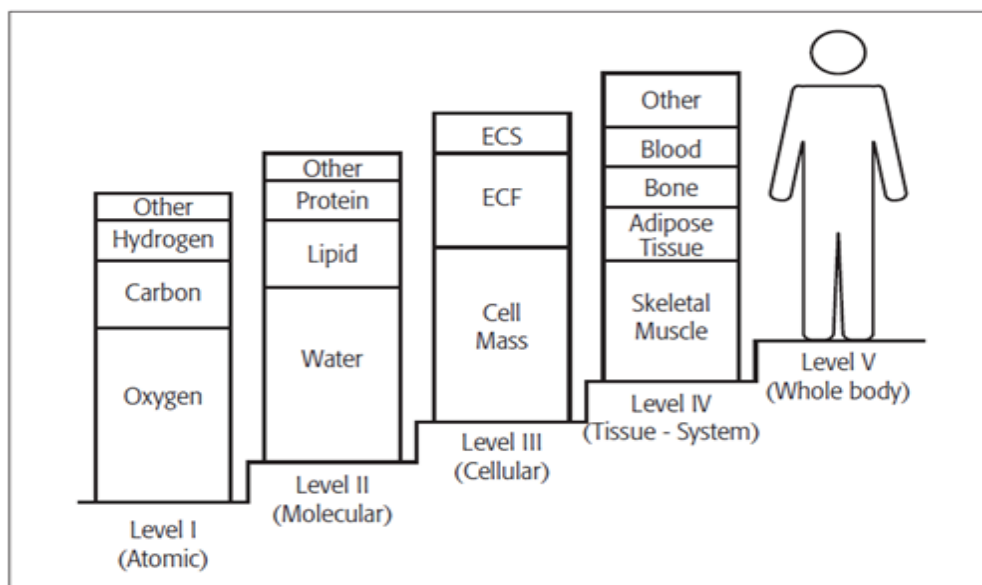 Other
Hydrogen
Carbon
Oxygen
Level I
(Atomic)
Other
Protein
Lipid
Water
Level II
(Molecular)
ECS
ECF
Cell
Mass
Level III
(Cellular)
Other
Blood
Bone
Adipose
Tissue
Skeletal
Muscle
Level IV
(Tissue - System)
Level V
(Whole body)